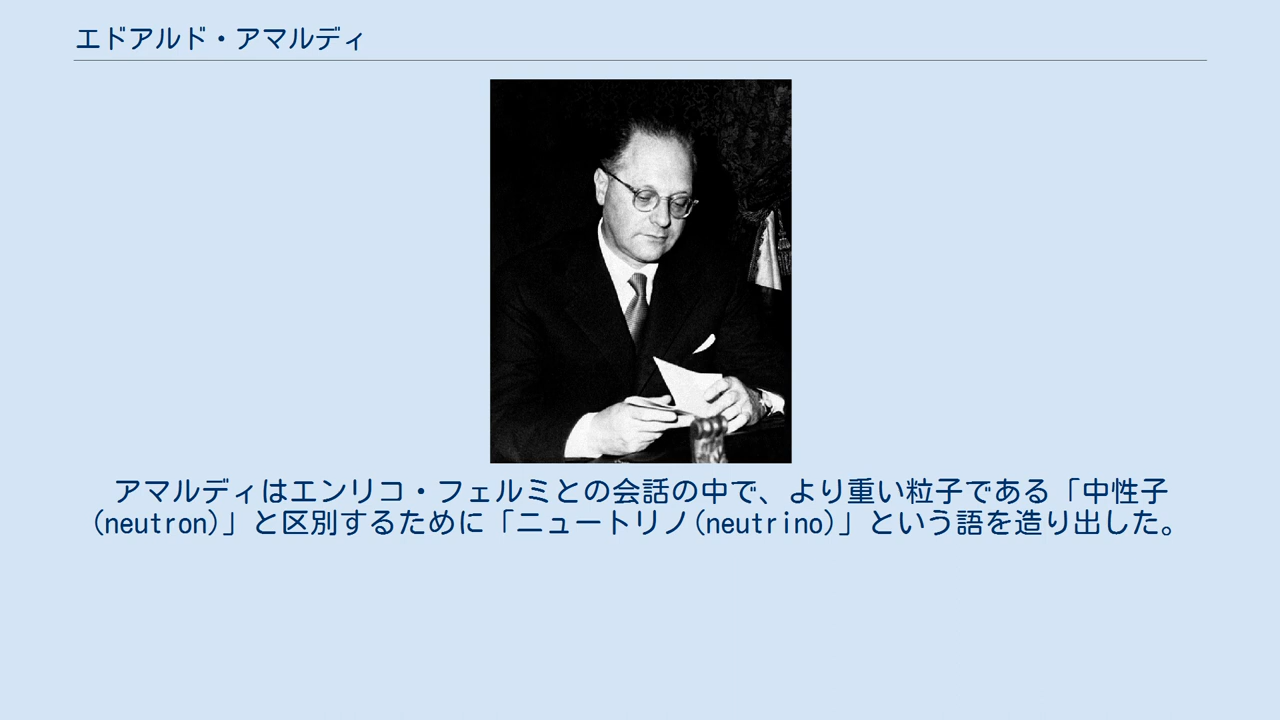 エドアルド・アマルディ
アマルディはエンリコ・フェルミとの会話の中で、より重い粒子である「中性子
(neutron)」と区別するために「ニュートリノ(neutrino)」という語を造り出した。